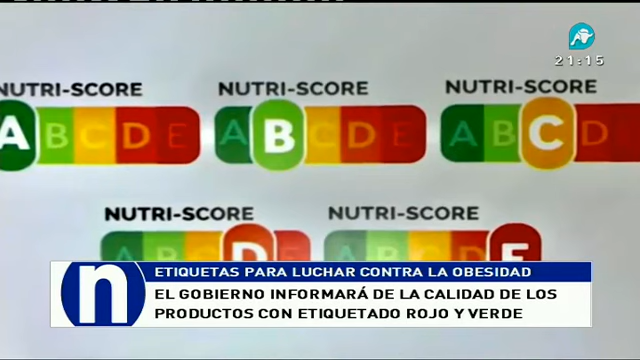 21:15
NUTRI-SCORE NUTRI-SCORE NUTRI-SCORE
A B C D E A B C D E A B C D
NUTRI-SCORE NUTRI-SCORE
A B C D E A B C D E
n ETIQUETAS PARA LUCHAR CONTRA LA OBESIDAD
EL GOBIERNO INFORMARÁ DE LA CALIDAD DE LOS
PRODUCTOS CON ETIQUETADO ROJO Y VERDE